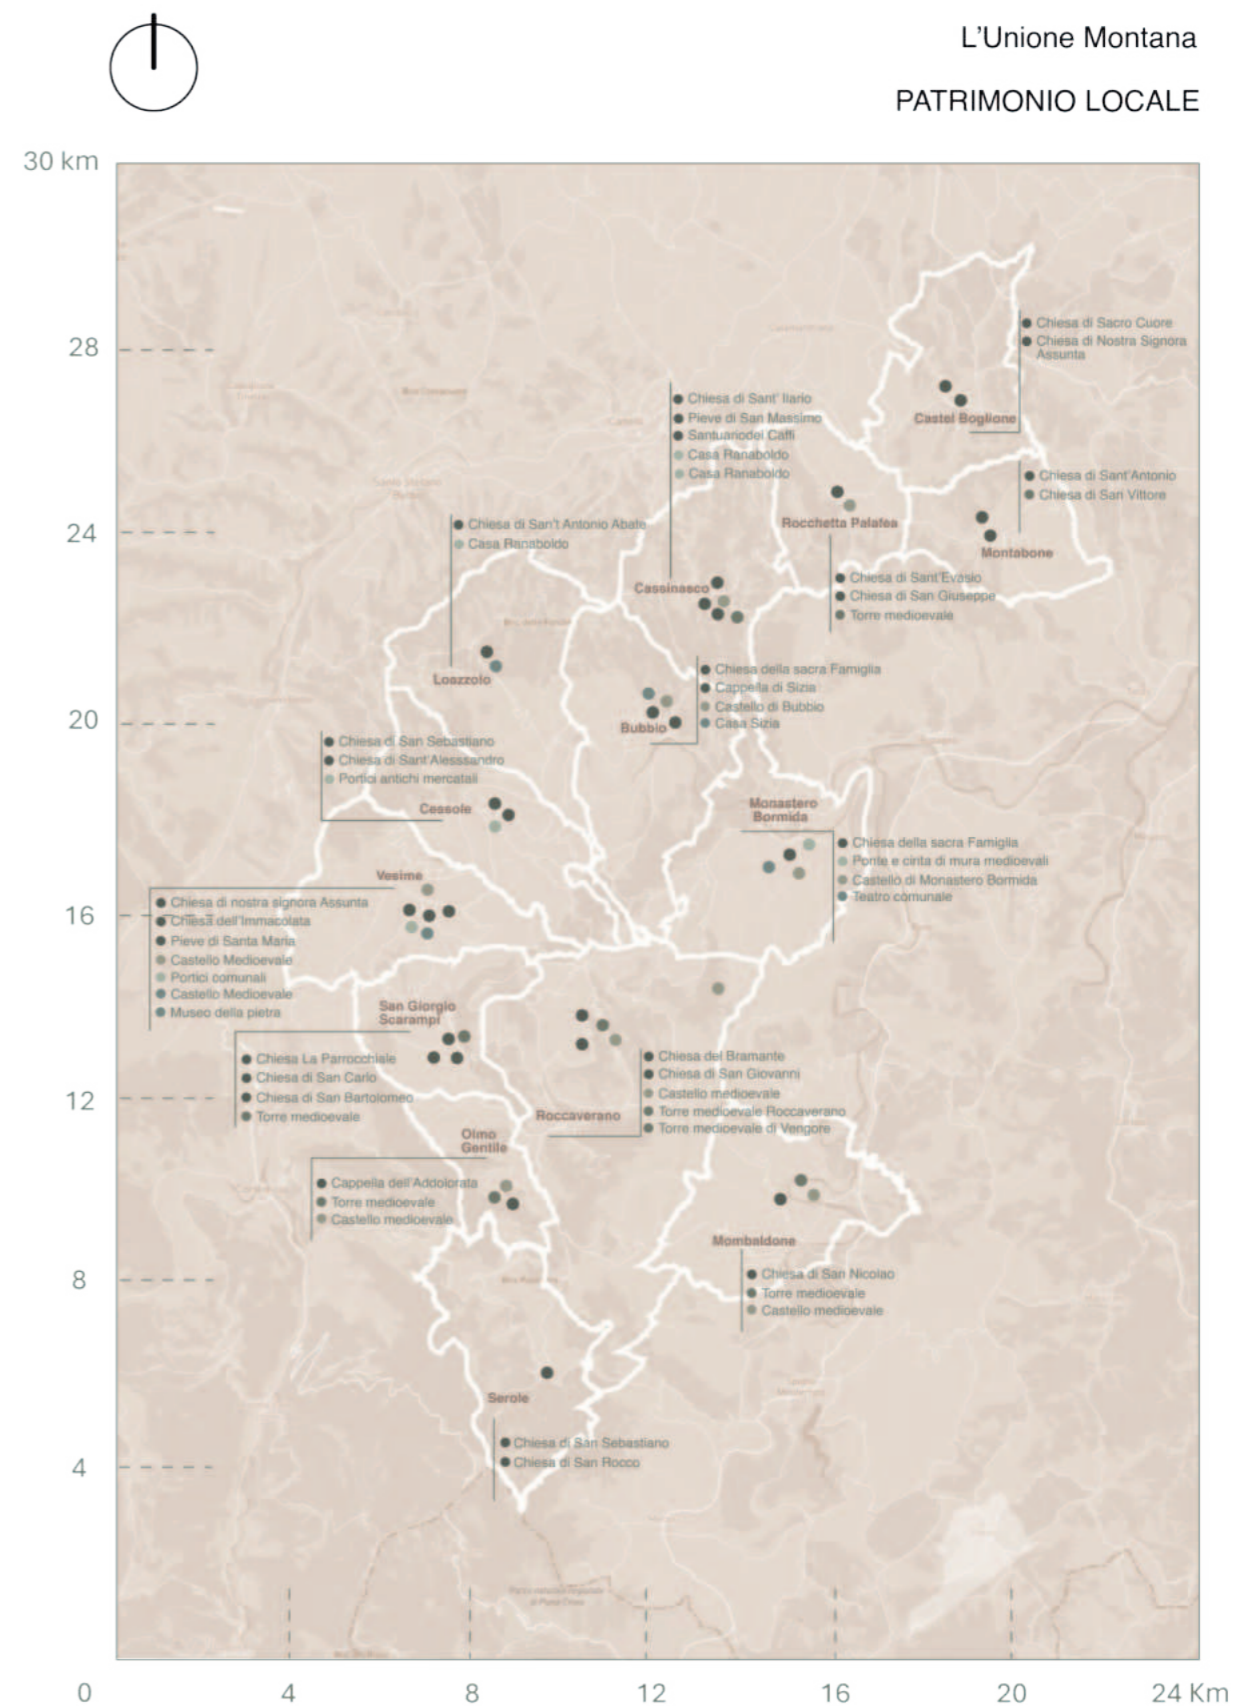 L'Unione Montana
PATRIMONIO LOCALE
30 km
28
24
20
16
12
8
4
0
4
8
12
16
20
24 Km
Chiesa di Sacro Cuore
Chiesa di Nostra Signora
Assunta
Castel Boglione
Chiesa di Sant' Ilario
Pieve di San Massimo
Santuariodel Caffi
Casa Ranaboldo
Casa Ranaboldo
Cassinasco
Chiesa di Sant'Antonio
Chiesa di San Vittore
Montabone
Rocchetta Palafea
Chiesa di Sant'Evasio
Chiesa di San Giuseppe
Torre medioevale
Chiesa di San't Antonio Abate
Casa Ranaboldo
Loazzolo
Chiesa della sacra Famiglia
Cappella di Sizia
Castello di Bubbio
Casa Sizia
Bubbio
Chiesa di San Sebastiano
Chiesa di Sant'Alesssandro
Portici antichi mercatali
Cessole
Monastero
Bormida
Chiesa della sacra Famiglia
Ponte e cinta di mura medioevali
Castello di Monastero Bormida
Teatro comunale
Vesime
Chiesa di nostra signora Assunta
Chiesa dell'Immacolata
Pieve di Santa Maria
Castello Medioevale
Portici comunali
Castello Medioevale
Museo della pietra
San Giorgio
Scarampi
Chiesa La Parrocchiale
Chiesa di San Carlo
Chiesa di San Bartolomeo
Torre medioevale
Roccaverano
Chiesa del Bramante
Chiesa di San Giovanni
Castello medioevale
Torre medioevale Roccaverano
Torre medioevale di Vengore
Olmo
Gentile
Cappella dell'Addolorata
Torre medioevale
Castello medioevale
Mombaldone
Chiesa di San Nicolao
Torre medioevale
Castello medioevale
Serole
Chiesa di San Sebastiano
Chiesa di San Rocco